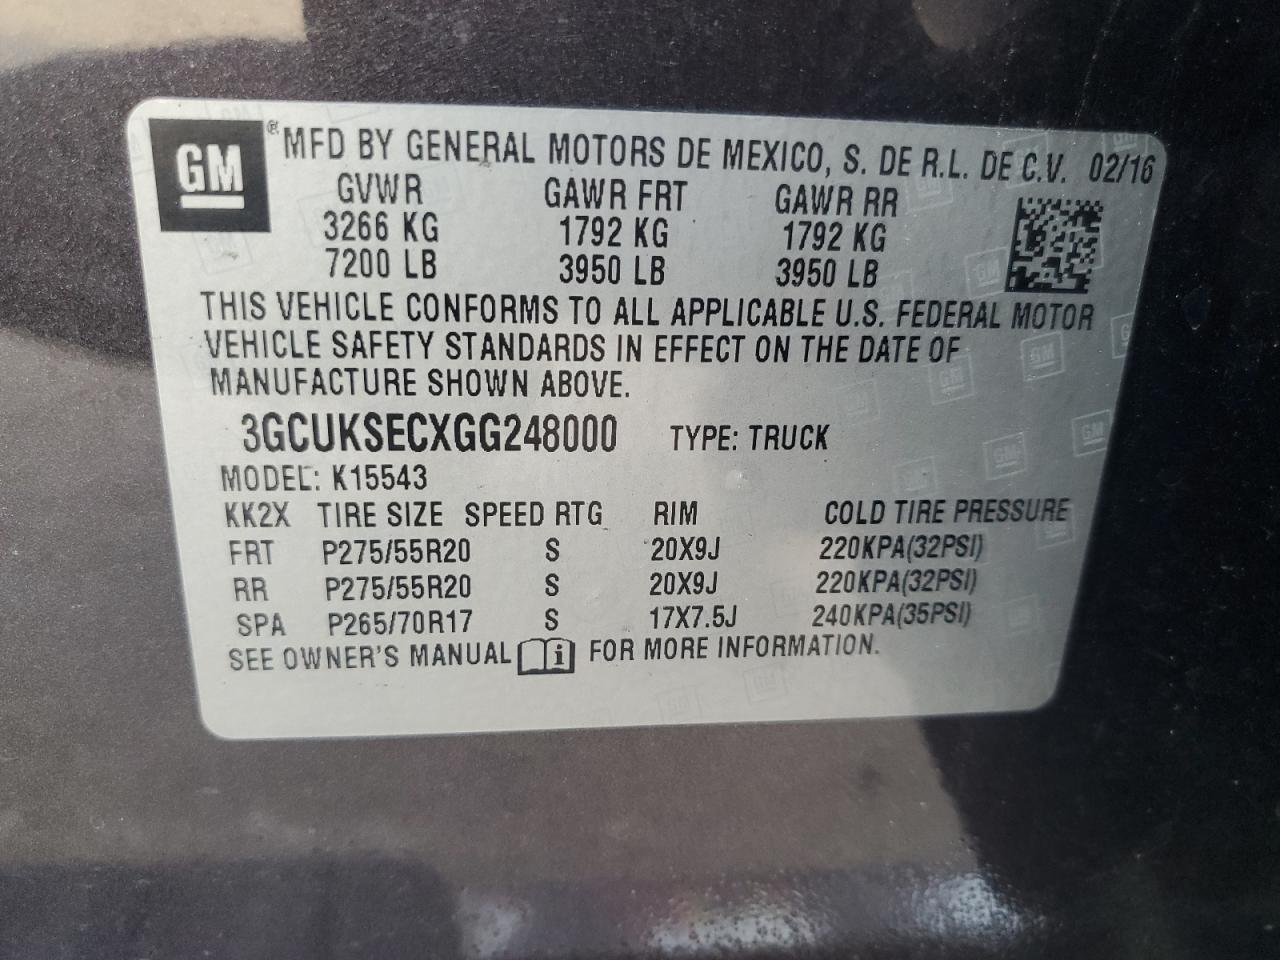 GM
® MFD BY GENERAL MOTORS DE MEXICO, S. DE R.L. DE C.V. 02/16
GVWR GAWR FRT GAWR RR
3266 KG 1792 KG 1792 KG
7200 LB 3950 LB 3950 LB
THIS VEHICLE CONFORMS TO ALL APPLICABLE U.S. FEDERAL MOTOR
VEHICLE SAFETY STANDARDS IN EFFECT ON THE DATE OF
MANUFACTURE SHOWN ABOVE.
3GCUKSECXGG248000 TYPE: TRUCK
MODEL: K15543
KK2X TIRE SIZE SPEED RTG RIM COLD TIRE PRESSURE
FRT P275/55R20 S 20X9J 220KPA(32PSI)
RR P275/55R20 S 20X9J 220KPA(32PSI)
SPA P265/70R17 S 17X7.5J 240KPA(35PSI)
SEE OWNER'S MANUAL i FOR MORE INFORMATION.